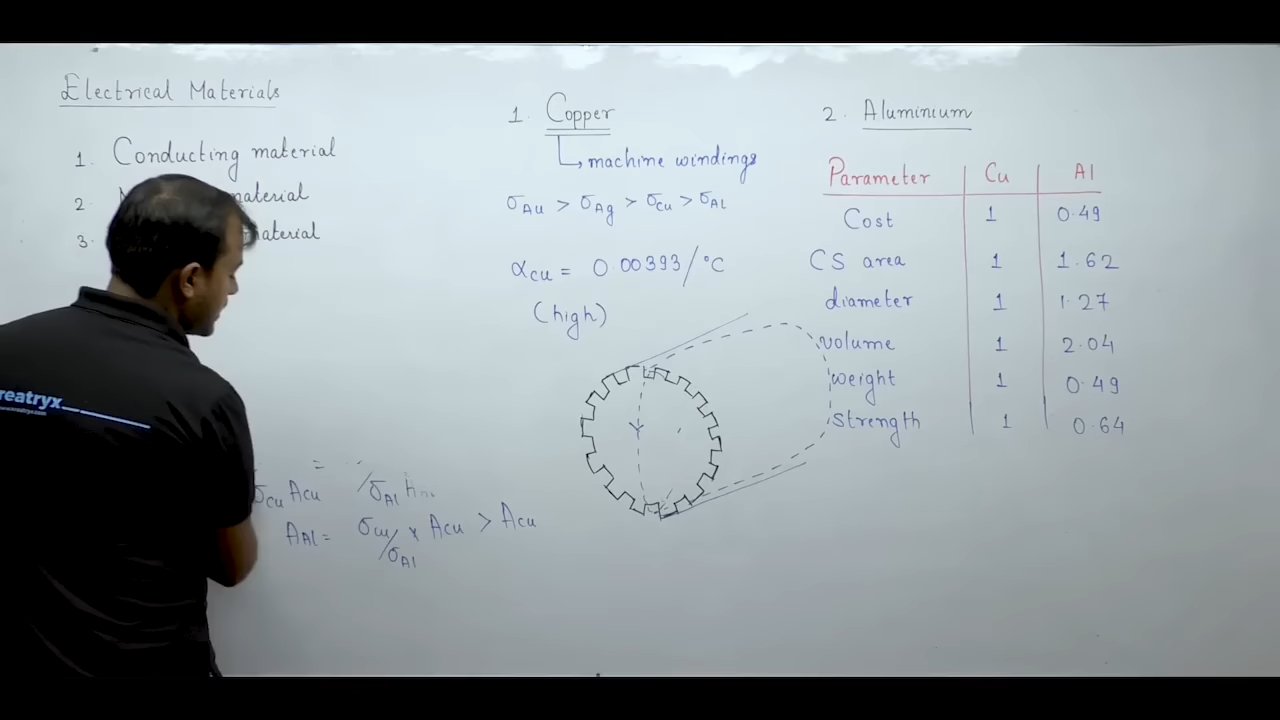 Electrical Materials
1. Conducting material
2. material
3. material
1. Copper
machine windings
σAu > σAg > σCu > σAl
αCu = 0.00393/°C
(high)
2. Aluminium
Parameter Cu Al
Cost 1 0.49
CS area 1 1.62
diameter 1 1.27
volume 1 2.04
weight 1 0.49
Strength 1 0.64
=
σCu ACu /σAl
AAl = σCu/σAl × ACu > ACu
reatryx